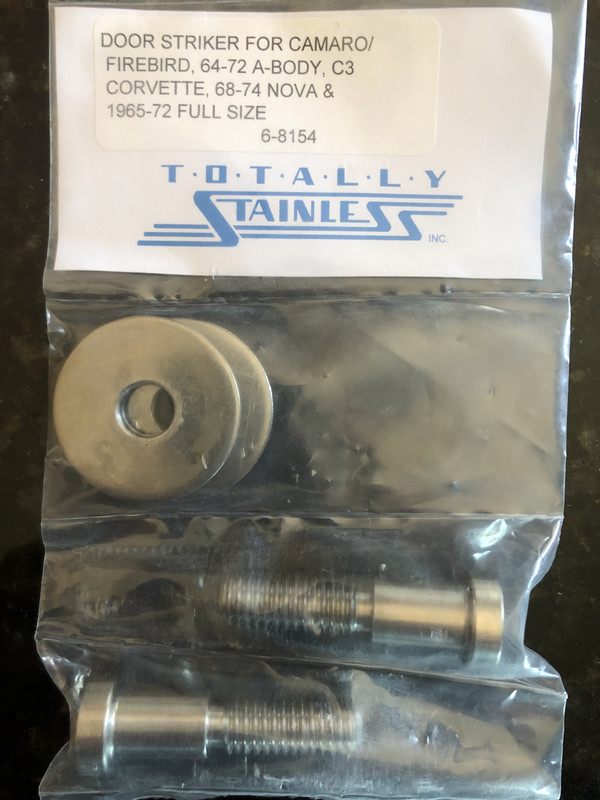 DOOR STRIKER FOR CAMARO/
FIREBIRD, 64-72 A-BODY, C3
CORVETTE, 68-74 NOVA &
1965-72 FULL SIZE
6-8154
T·O·T·A·L·L·Y
STAINLESS
INC.